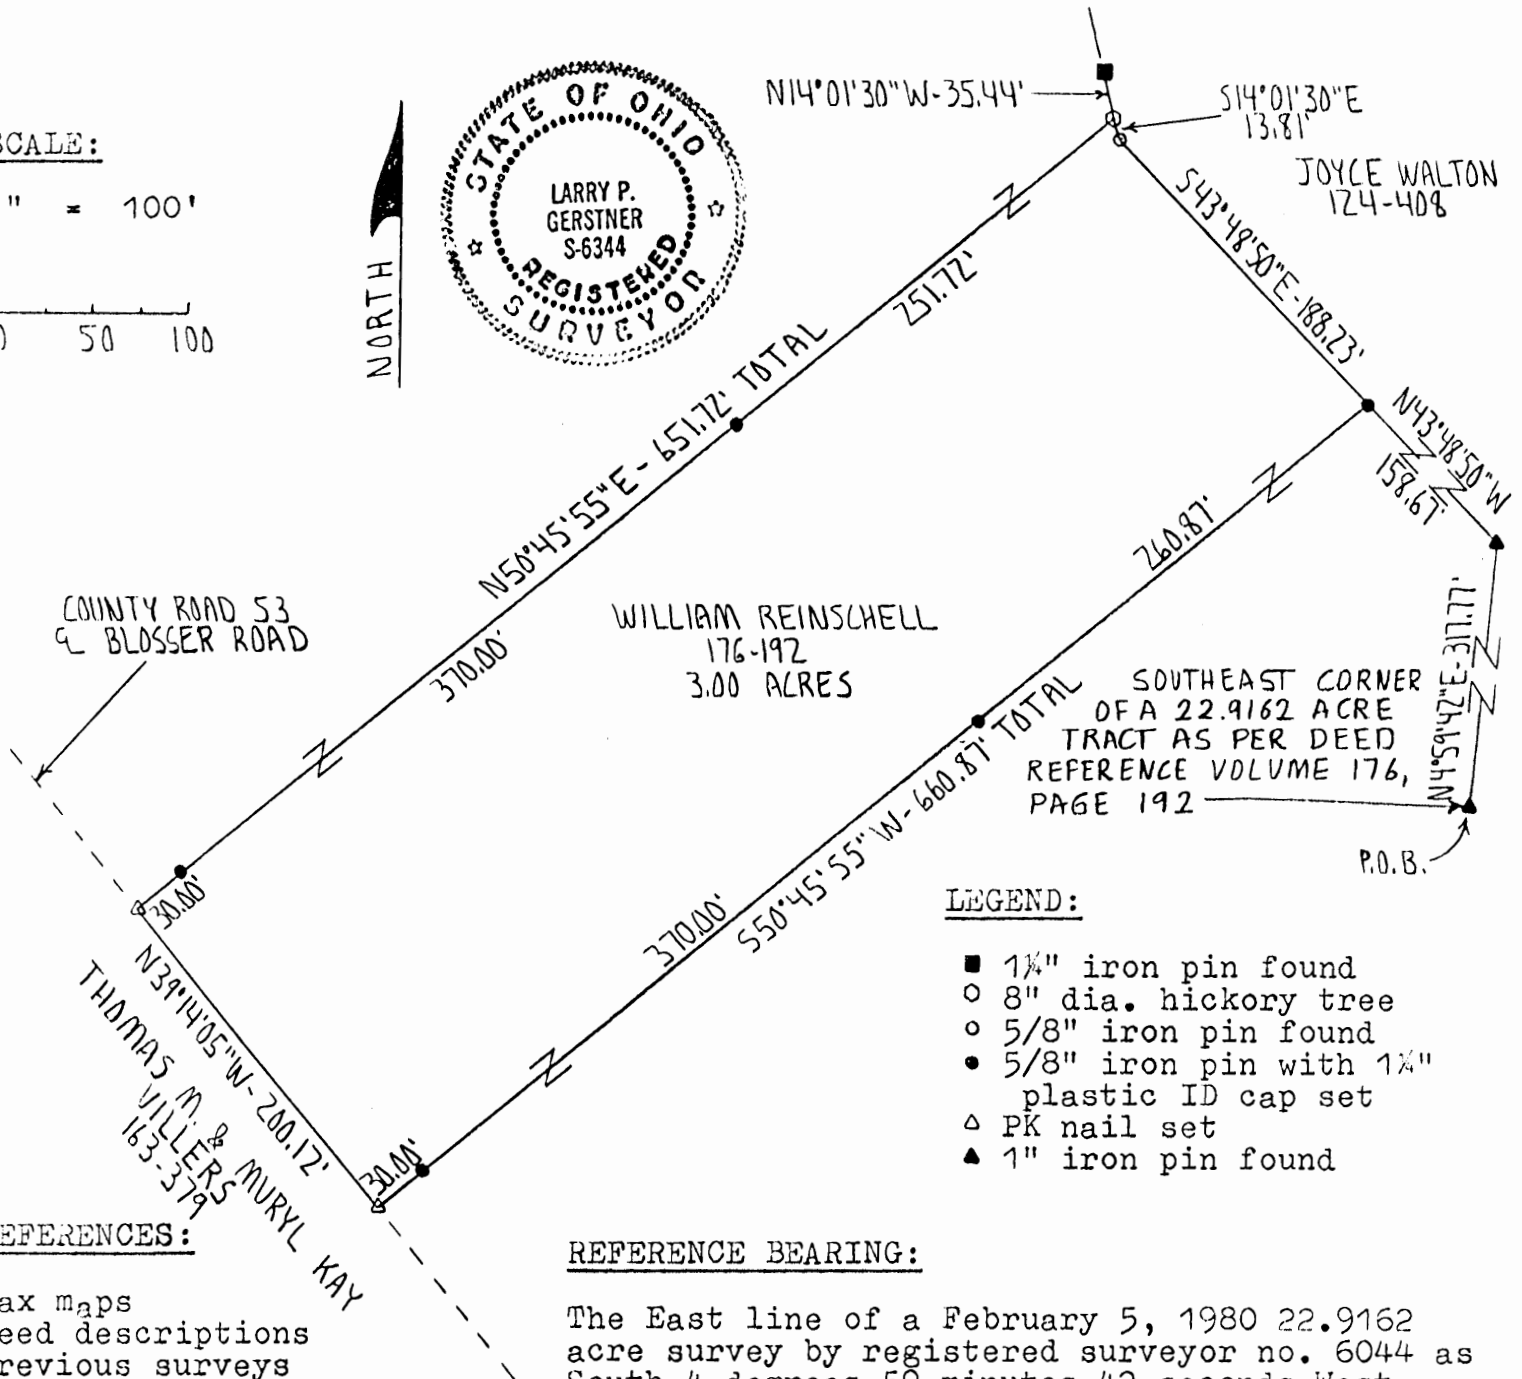 SCALE:
" = 100'
50 100
NORTH
STATE OF OHIO
LARRY P.
GERSTNER
S-6344
REGISTERED
SURVEYOR
N14°01'30"W-35.44'
S14°01'30"E
13.81'
JOYCE WALTON
124-408
S43°48'50"E-188.23'
N43°48'50"W
158.67'
251.72'
N50°45'55"E - 651.72' TOTAL
370.00'
260.87'
COUNTY ROAD 53
℄ BLOSSER ROAD
WILLIAM REINSCHELL
176-192
3.00 ACRES
SOUTHEAST CORNER
OF A 22.9162 ACRE
TRACT AS PER DEED
REFERENCE VOLUME 176,
PAGE 192
N4°59'42"E-317.77'
P.O.B.
S50°45'55"W-660.87' TOTAL
370.00'
30.00'
N39°14'05"W-200.12'
THOMAS M. & MURYL KAY
VILLERS
163-379
30.00'
LEGEND:
1¼" iron pin found
8" dia. hickory tree
5/8" iron pin found
5/8" iron pin with 1¼"
plastic ID cap set
PK nail set
1" iron pin found
EFERENCES:
ax maps
eed descriptions
revious surveys
REFERENCE BEARING:
The East line of a February 5, 1980 22.9162
acre survey by registered surveyor no. 6044 as
South 4 degrees 59 minutes 42 seconds West